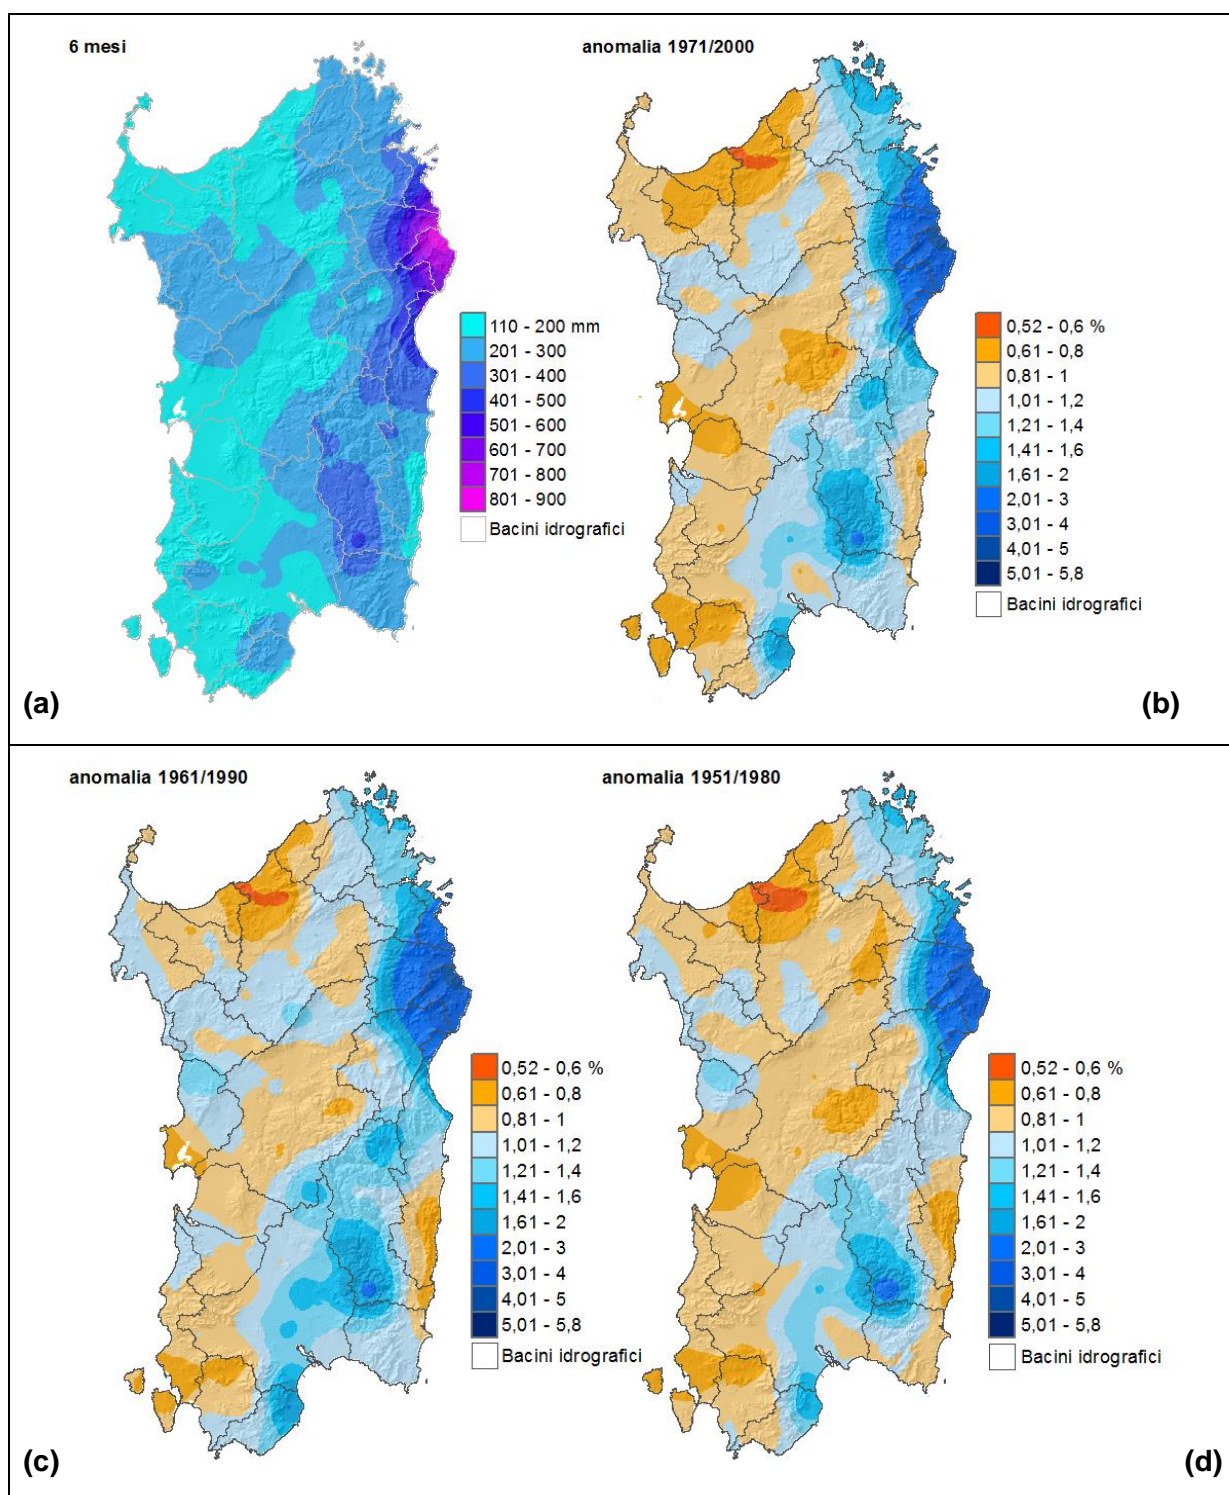 6 mesi
110 - 200 mm
201 - 300
301 - 400
401 - 500
501 - 600
601 - 700
701 - 800
801 - 900
Bacini idrografici
(a)
anomalia 1971/2000
0,52 - 0,6 %
0,61 - 0,8
0,81 - 1
1,01 - 1,2
1,21 - 1,4
1,41 - 1,6
1,61 - 2
2,01 - 3
3,01 - 4
4,01 - 5
5,01 - 5,8
Bacini idrografici
(b)
anomalia 1961/1990
0,52 - 0,6 %
0,61 - 0,8
0,81 - 1
1,01 - 1,2
1,21 - 1,4
1,41 - 1,6
1,61 - 2
2,01 - 3
3,01 - 4
4,01 - 5
5,01 - 5,8
Bacini idrografici
(c)
anomalia 1951/1980
0,52 - 0,6 %
0,61 - 0,8
0,81 - 1
1,01 - 1,2
1,21 - 1,4
1,41 - 1,6
1,61 - 2
2,01 - 3
3,01 - 4
4,01 - 5
5,01 - 5,8
Bacini idrografici
(d)